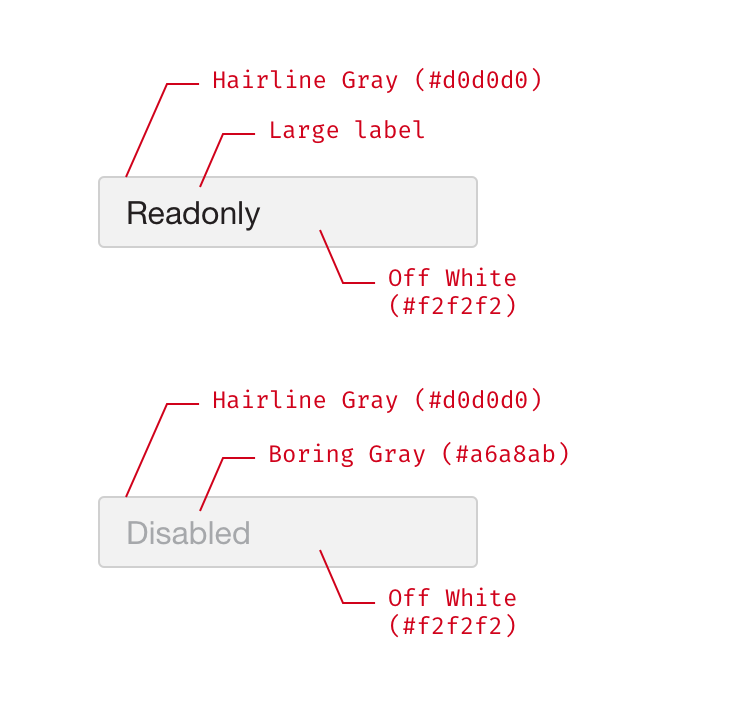 Hairline Gray (#d0d0d0)
Large label
Readonly
Off White
(#f2f2f2)
Hairline Gray (#d0d0d0)
Boring Gray (#a6a8ab)
Disabled
Off White
(#f2f2f2)